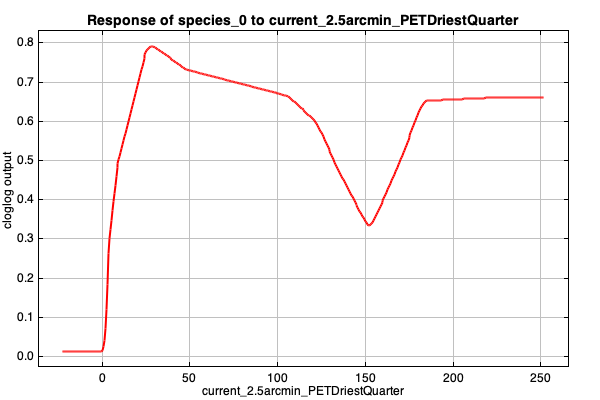 Response of species_0 to current_2.5arcmin_PETDriestQuarter
0.8
0.7
0.6
0.5
0.4
0.3
0.2
0.1
0.0
cloglog output
0 50 100 150 200 250
current_2.5arcmin_PETDriestQuarter